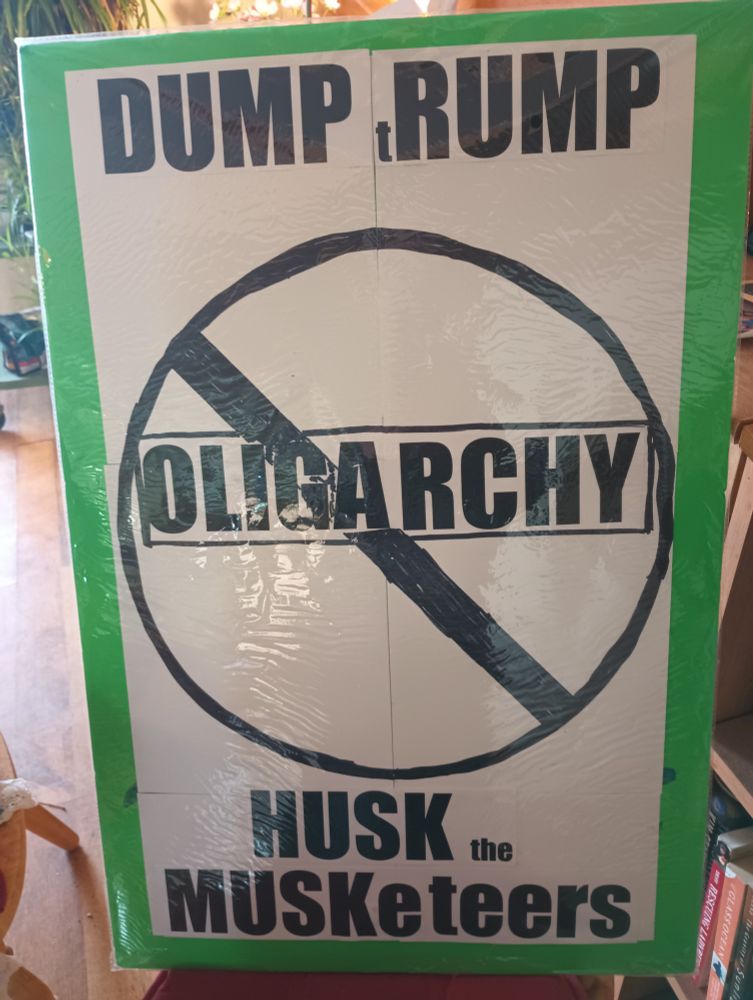 DUMP tRUMP
OLIGARCHY
HUSK the
MUSKeteers